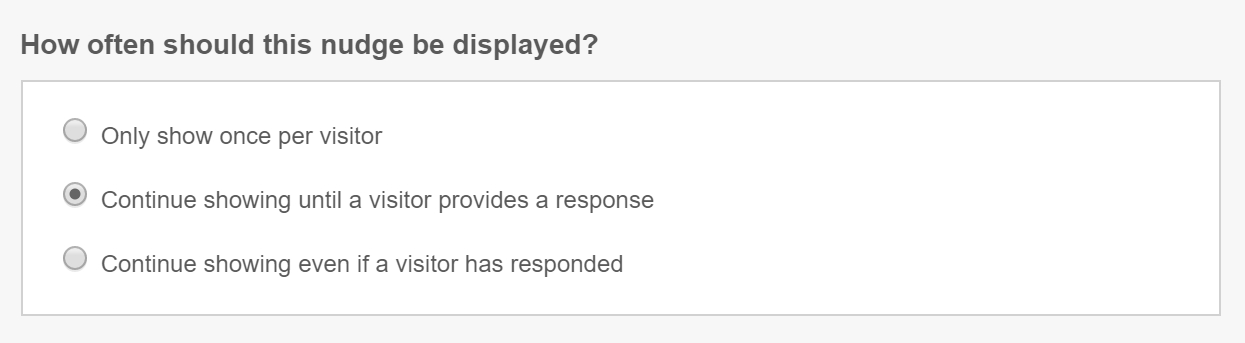 How often should this nudge be displayed?
Only show once per visitor
Continue showing until a visitor provides a response
Continue showing even if a visitor has responded